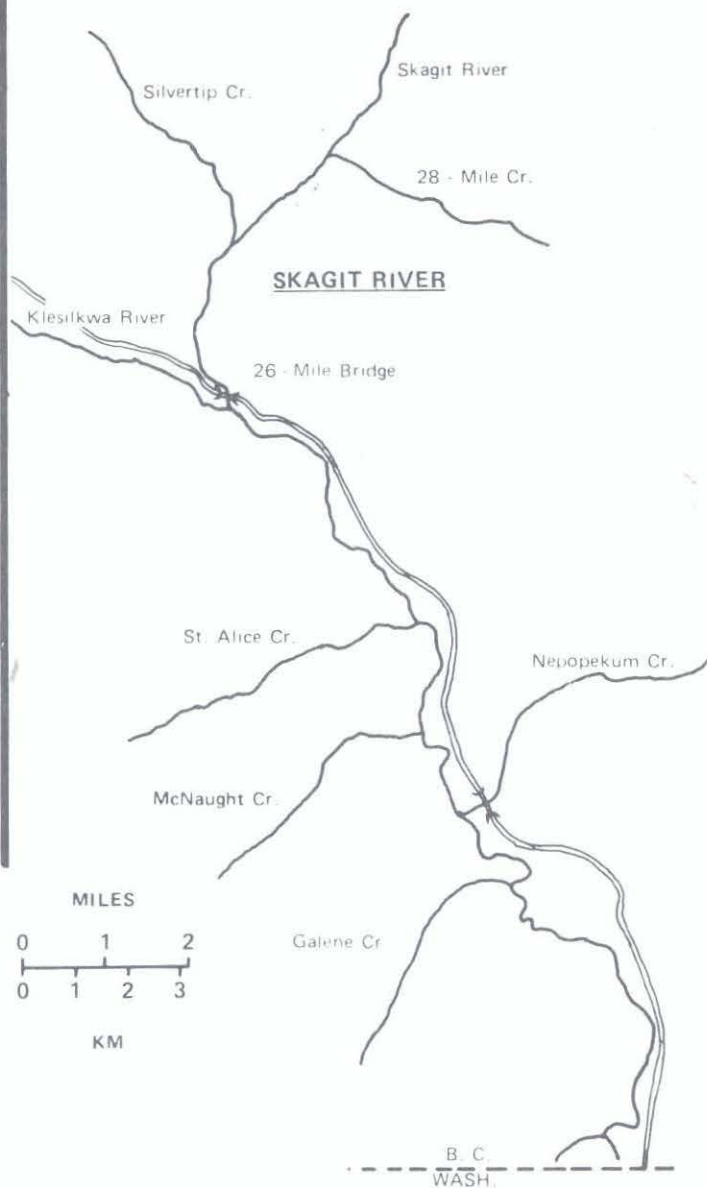 Silvertip Cr.
Skagit River
28 - Mile Cr.
SKAGIT RIVER
Klesilkwa River
26 - Mile Bridge
St. Alice Cr.
Nepopekum Cr.
McNaught Cr.
MILES
0 1 2
0 1 2 3
KM
Galene Cr
B. C.
WASH.